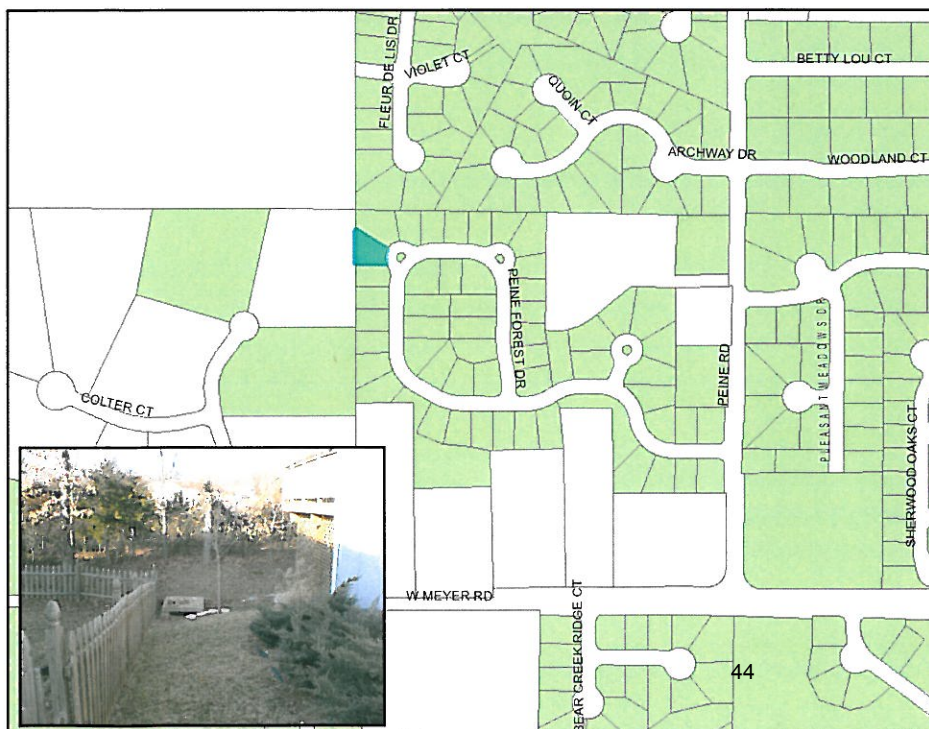 FLEUR DE LIS DR
VIOLET CT
QUOIN CT
BETTY LOU CT
ARCHWAY DR
WOODLAND CT
PEINE FOREST DR
PEINE RD
PLEASANT MEADOWS DR
SHERWOOD OAKS CT
COLTER CT
W MEYER RD
BEAR CREEK RIDGE CT
44